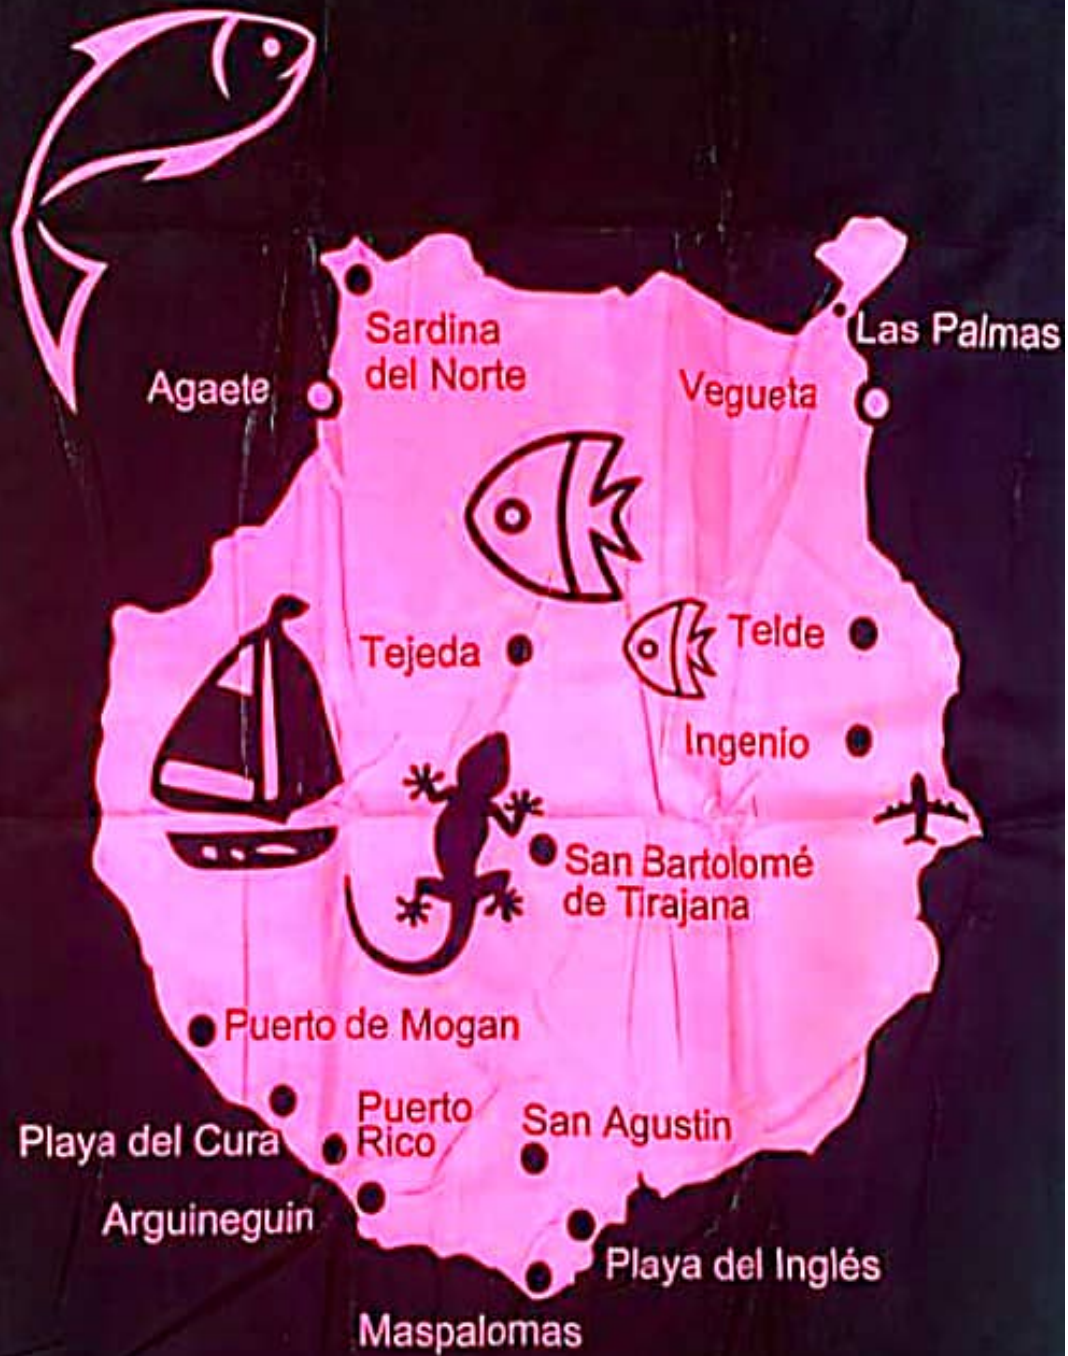 Sardina
del Norte
Las Palmas
Agaete
Vegueta
Tejeda
Telde
Ingenio
San Bartolomé
de Tirajana
Puerto de Mogan
Puerto
Rico
San Agustin
Playa del Cura
Arguineguin
Playa del Inglés
Maspalomas